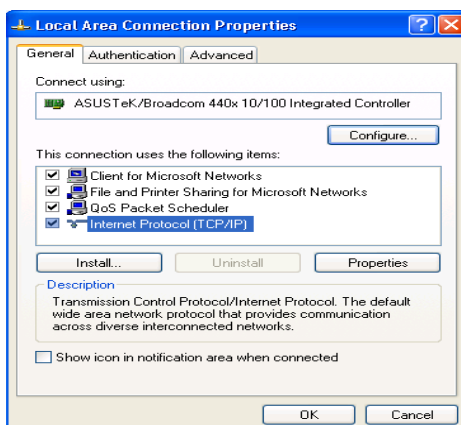 Local Area Connection Properties
General Authentication Advanced
Connect using:
ASUSTeK/Broadcom 440x 10/100 Integrated Controller
Configure...
This connection uses the following items:
Client for Microsoft Networks
File and Printer Sharing for Microsoft Networks
QoS Packet Scheduler
Internet Protocol (TCP/IP)
Install... Uninstall Properties
Description
Transmission Control Protocol/Internet Protocol. The default
wide area network protocol that provides communication
across diverse interconnected networks.
Show icon in notification area when connected
OK Cancel